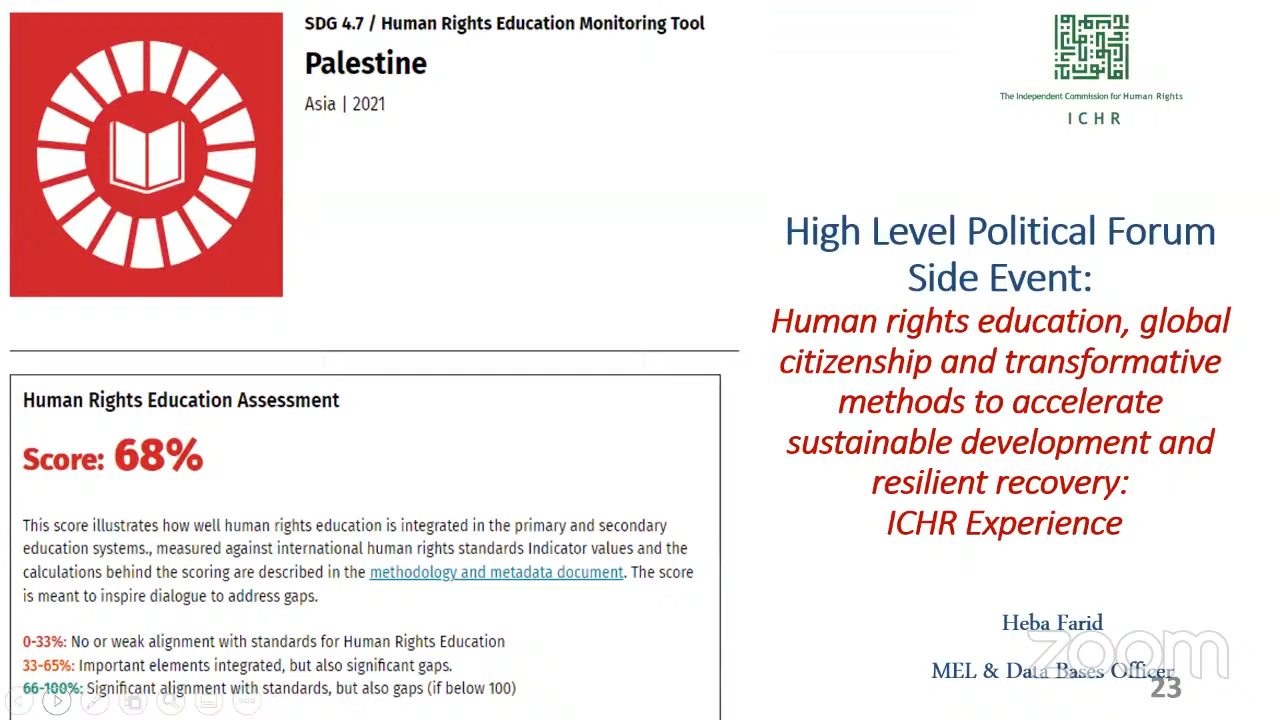 SDG 4.7 / Human Rights Education Monitoring Tool
Palestine
Asia | 2021
Human Rights Education Assessment
Score: 68%
This score illustrates how well human rights education is integrated in the primary and secondary
education systems., measured against international human rights standards Indicator values and the
calculations behind the scoring are described in the methodology and metadata document. The score
is meant to inspire dialogue to address gaps.
0-33%: No or weak alignment with standards for Human Rights Education
33-65%: Important elements integrated, but also significant gaps.
66-100%: Significant alignment with standards, but also gaps (if below 100)
The Independent Commission for Human Rights
ICHR
High Level Political Forum
Side Event:
Human rights education, global
citizenship and transformative
methods to accelerate
sustainable development and
resilient recovery:
ICHR Experience
Heba Farid
zoom
MEL & Data Bases Officer
23